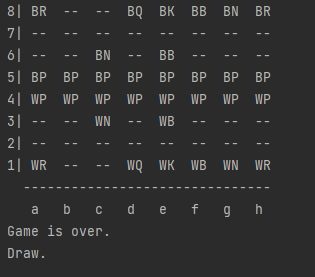 8| BR -- -- BQ BK BB BN BR
7| -- -- -- -- -- -- -- --
6| -- -- BN -- BB -- -- --
5| BP BP BP BP BP BP BP BP
4| WP WP WP WP WP WP WP WP
3| -- -- WN -- WB -- -- --
2| -- -- -- -- -- -- -- --
1| WR -- -- WQ WK WB WN WR
-------------------------------
a b c d e f g h
Game is over.
Draw.